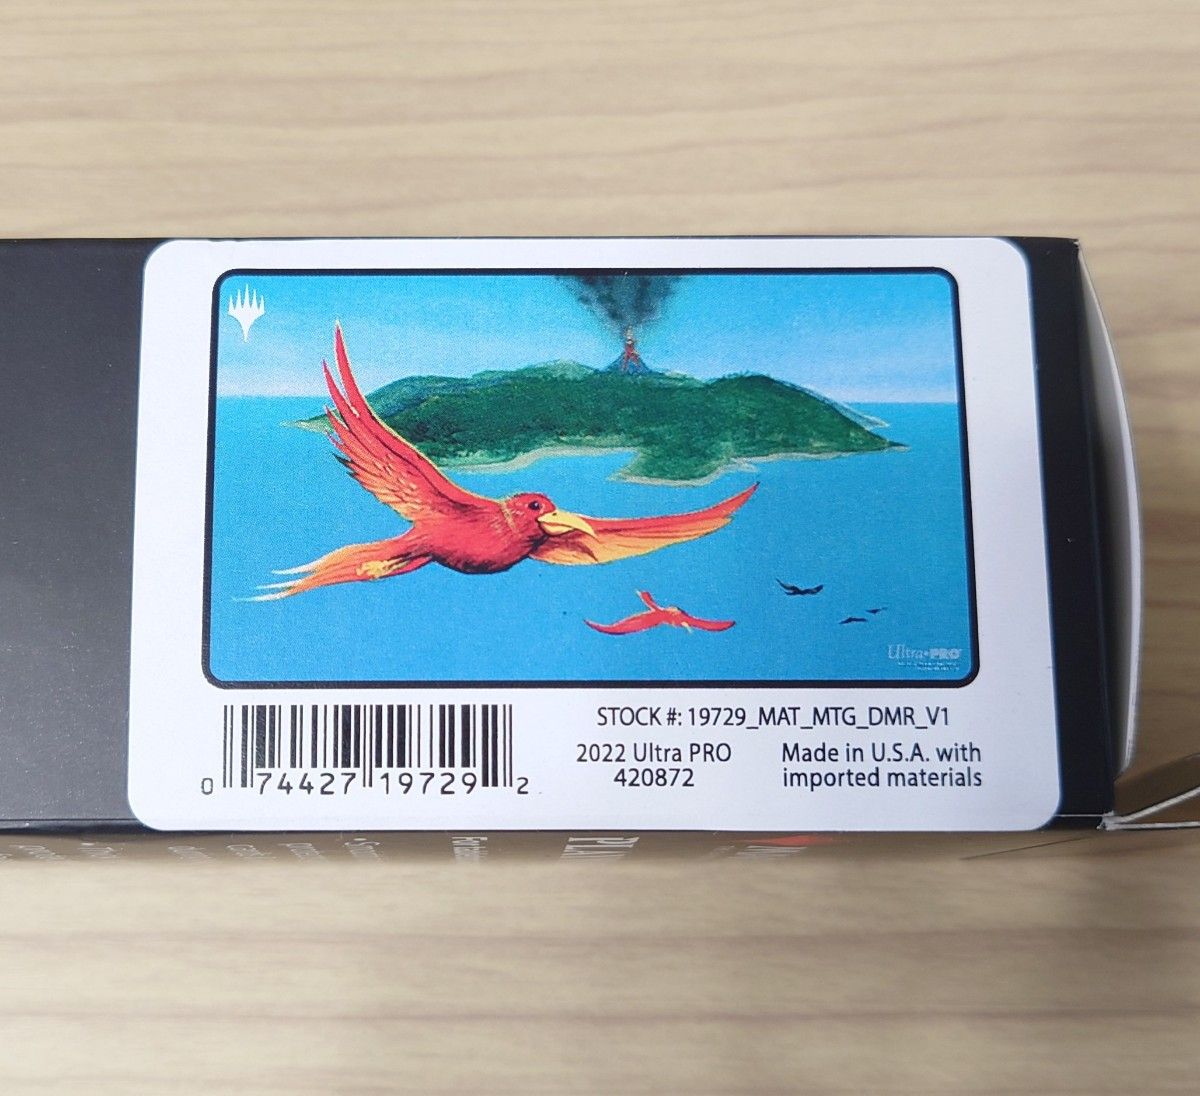 Ultra•PRO
STOCK #: 19729_MAT_MTG_DMR_V1
2022 Ultra PRO
420872
Made in U.S.A. with
imported materials
0 74427 19729 2